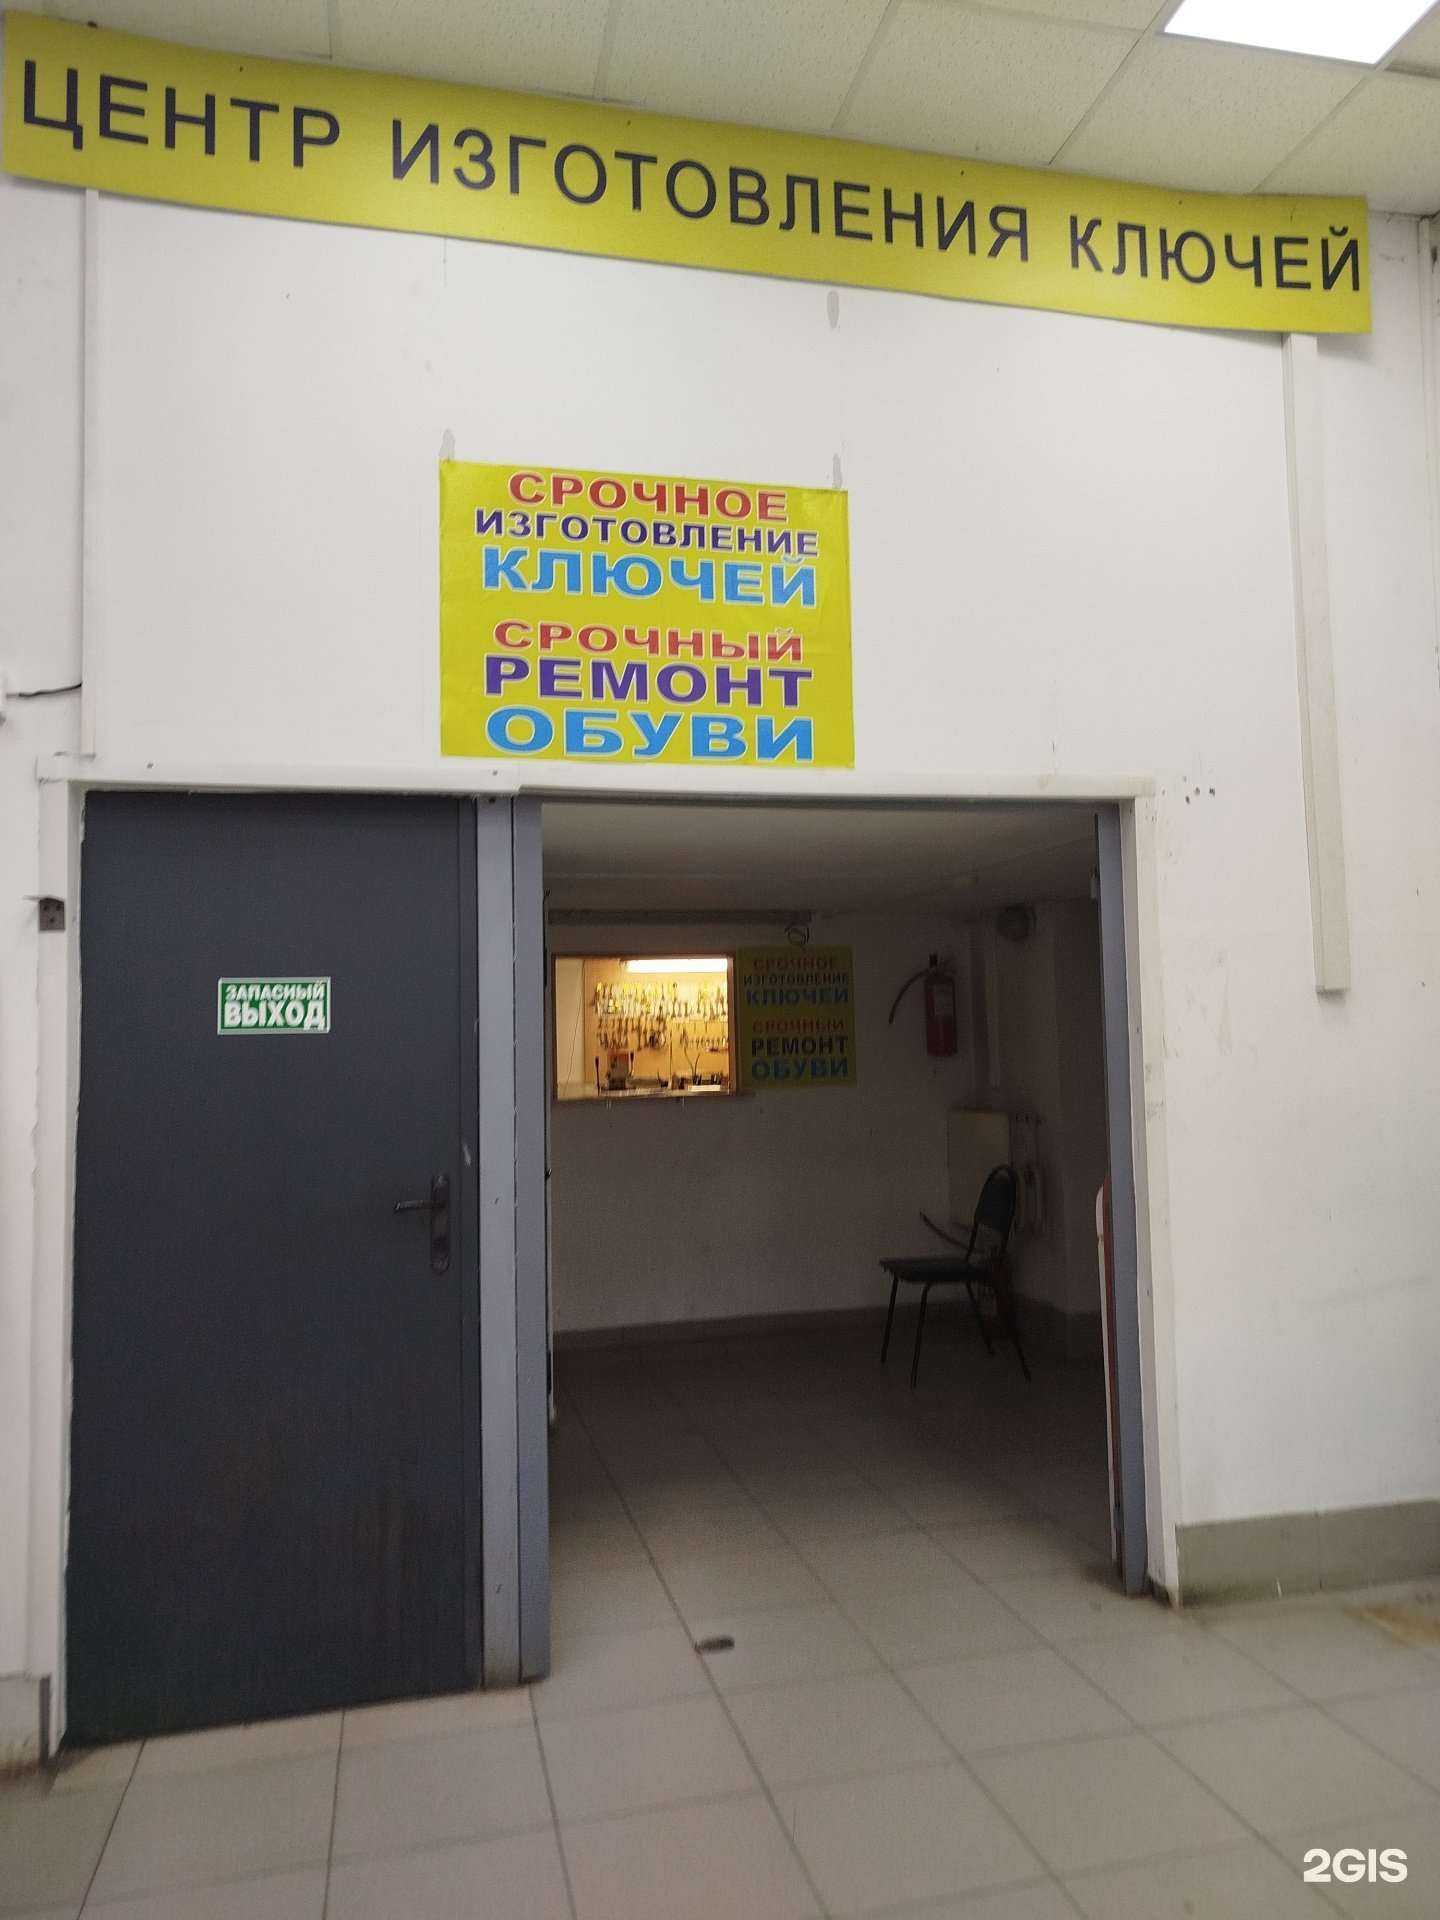 ЦЕНТР ИЗГОТОВЛЕНИЯ КЛЮЧЕЙ
СРОЧНОЕ
ИЗГОТОВЛЕНИЕ
КЛЮЧЕЙ
СРОЧНЫЙ
РЕМОНТ
ОБУВИ
ЗАПАСНЫЙ
ВЫХОД
СРОЧНОЕ
ИЗГОТОВЛЕНИЕ
КЛЮЧЕЙ
СРОЧНЫЙ
РЕМОНТ
ОБУВИ
2GIS